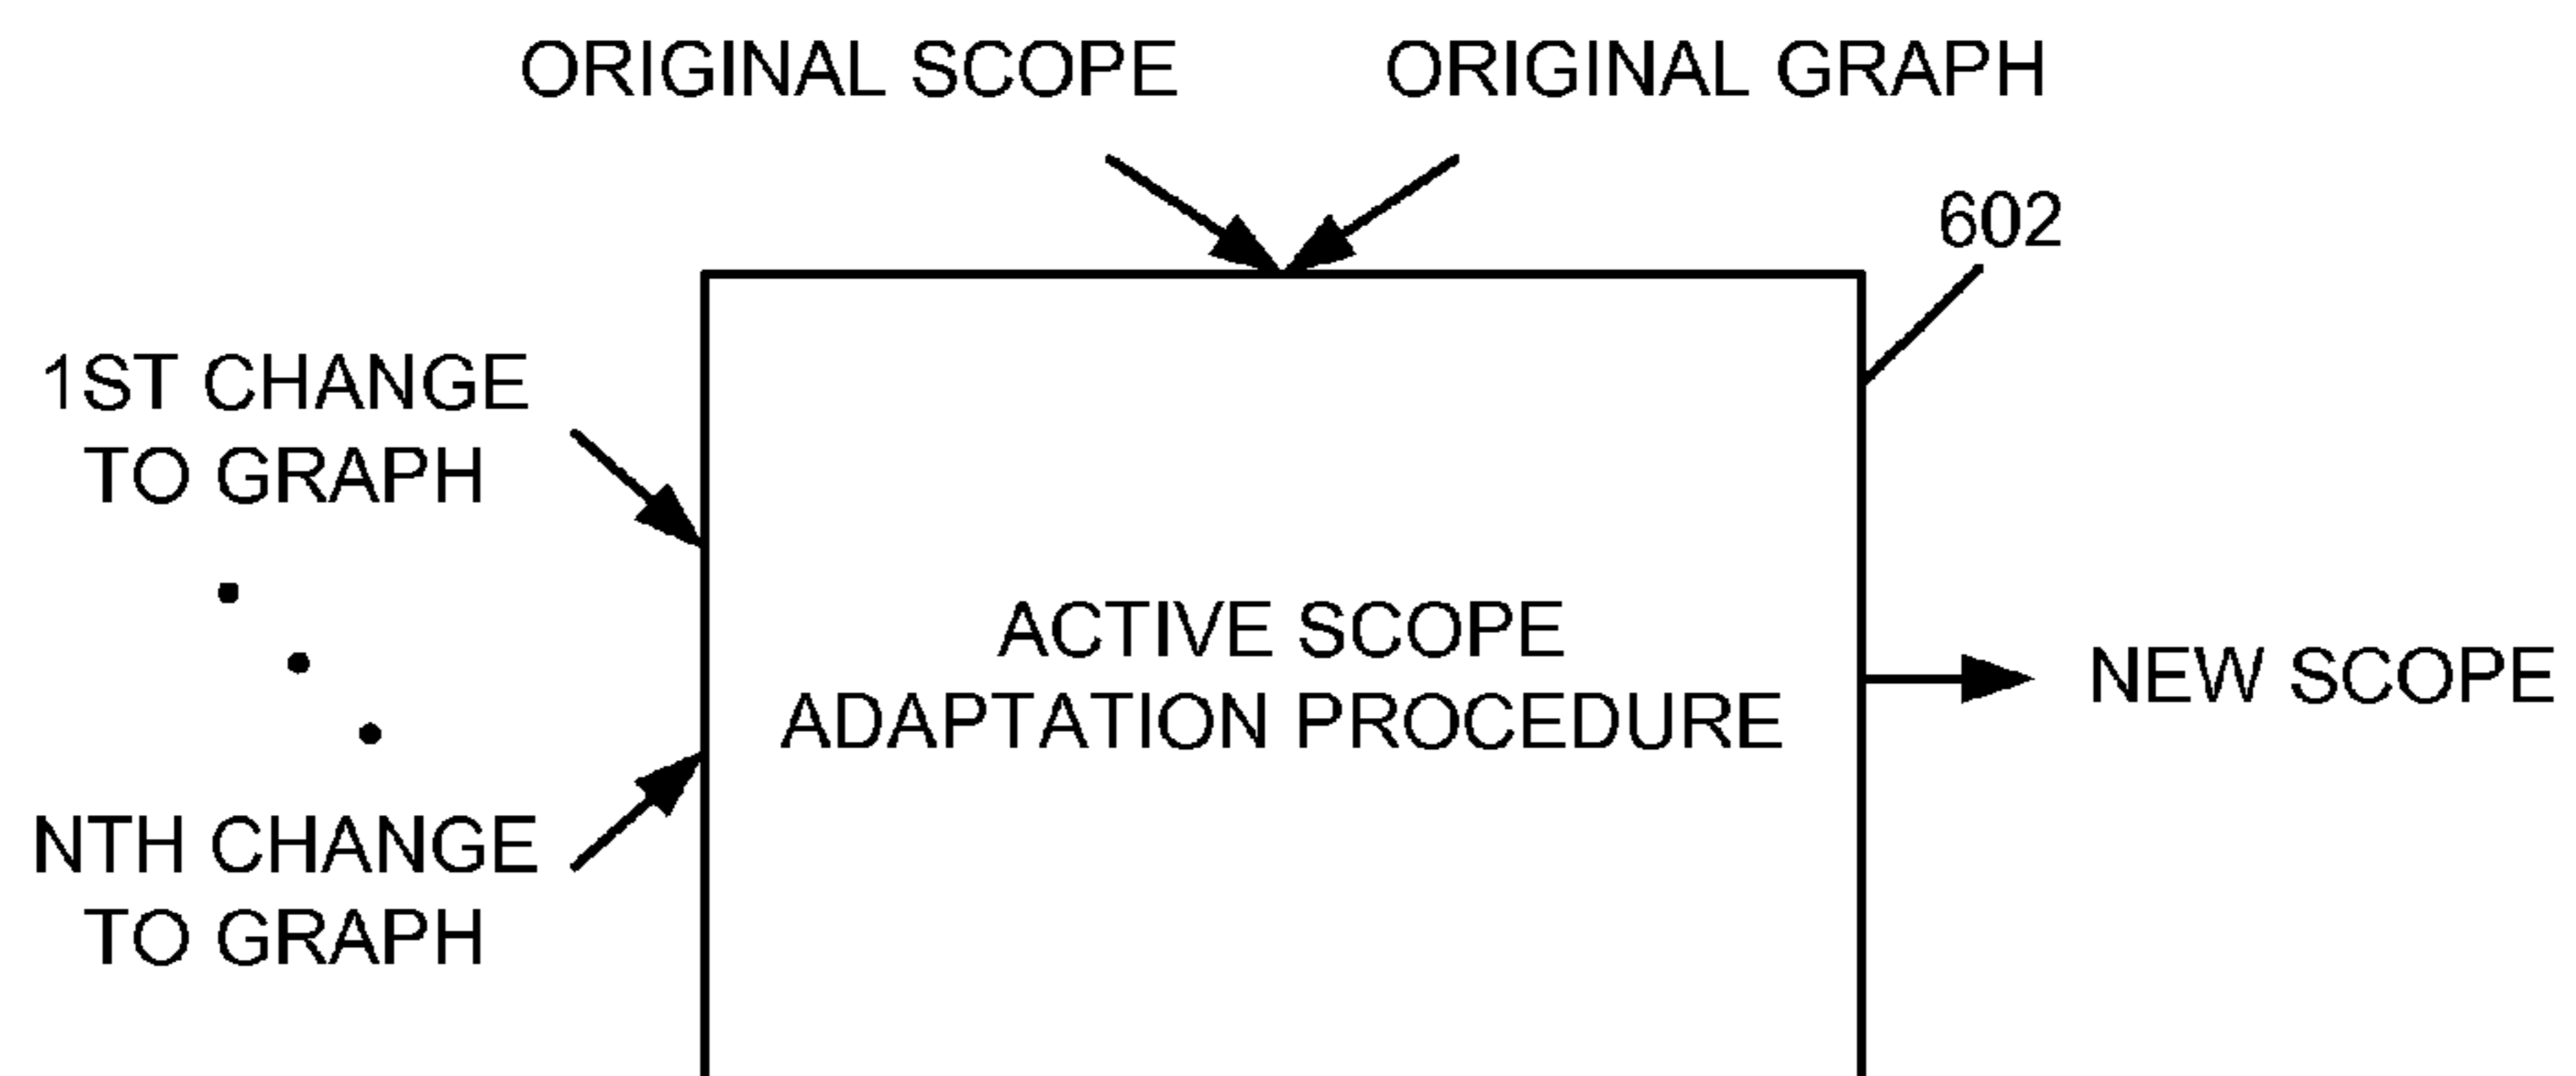 ORIGINAL SCOPE
ORIGINAL GRAPH
602
1ST CHANGE
TO GRAPH
ACTIVE SCOPE
ADAPTATION PROCEDURE
NEW SCOPE
NTH CHANGE
TO GRAPH